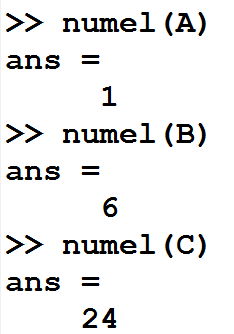 >> numel(A)
ans =
     1
>> numel(B)
ans =
     6
>> numel(C)
ans =
    24